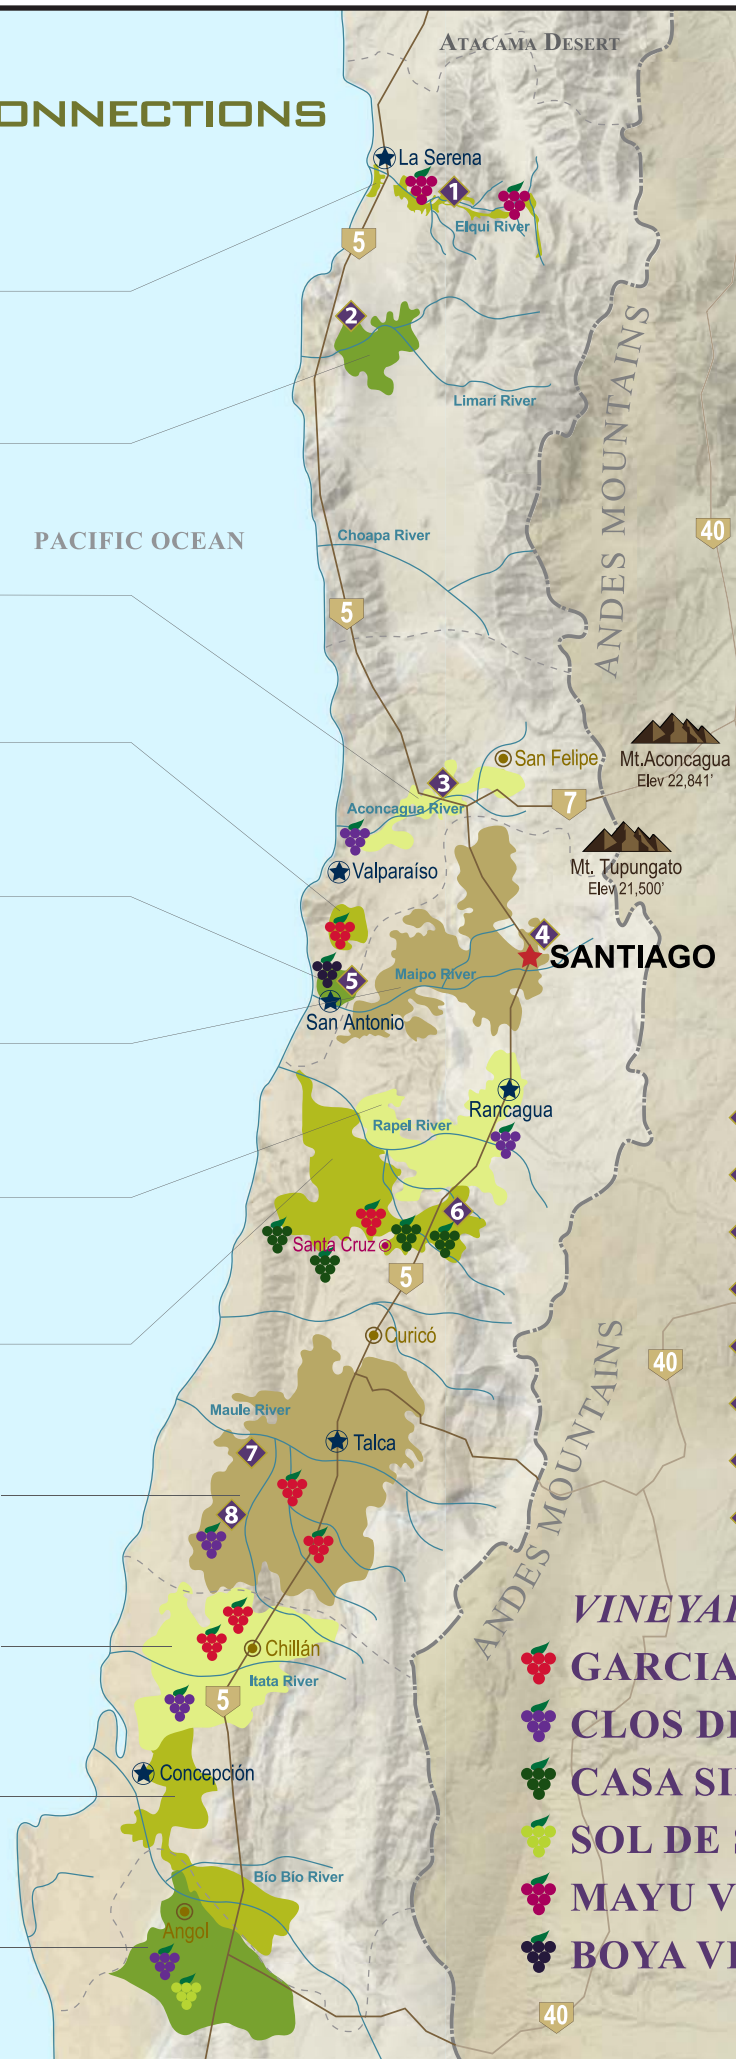 ATACAMA DESERT
ONNECTIONS
La Serena
1
Elqui River
5
2
ANDES MOUNTAINS
Limarí River
PACIFIC OCEAN
40
Choapa River
5
San Felipe
Mt.Aconcagua
Elev 22,841'
3
7
Aconcagua River
Valparaíso
Mt. Tupungato
Elev 21,500'
4
SANTIAGO
Maipo River
5
San Antonio
Rancagua
Rapel River
6
Santa Cruz
5
Curicó
40
ANDES MOUNTAINS
Maule River
Talca
7
8
VINEYA
Chillán
GARCIA
Itata River
5
CLOS D
Concepción
CASA SI
SOL DE
Bío Bío River
MAYU V
Angol
BOYA V
40